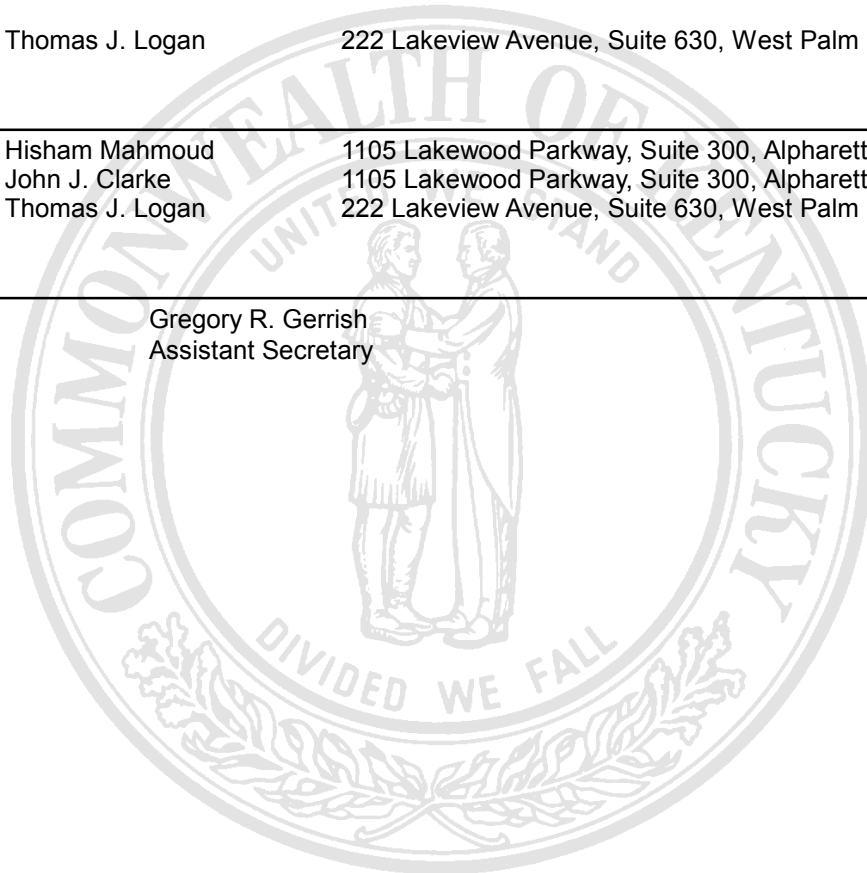 Thomas J. Logan 222 Lakeview Avenue, Suite 630, West Palm
Hisham Mahmoud 1105 Lakewood Parkway, Suite 300, Alpharett
John J. Clarke 1105 Lakewood Parkway, Suite 300, Alpharett
Thomas J. Logan 222 Lakeview Avenue, Suite 630, West Palm
Gregory R. Gerrish
Assistant Secretary
COMMONWEALTH OF KENTUCKY
UNITED WE STAND
DIVIDED WE FALL